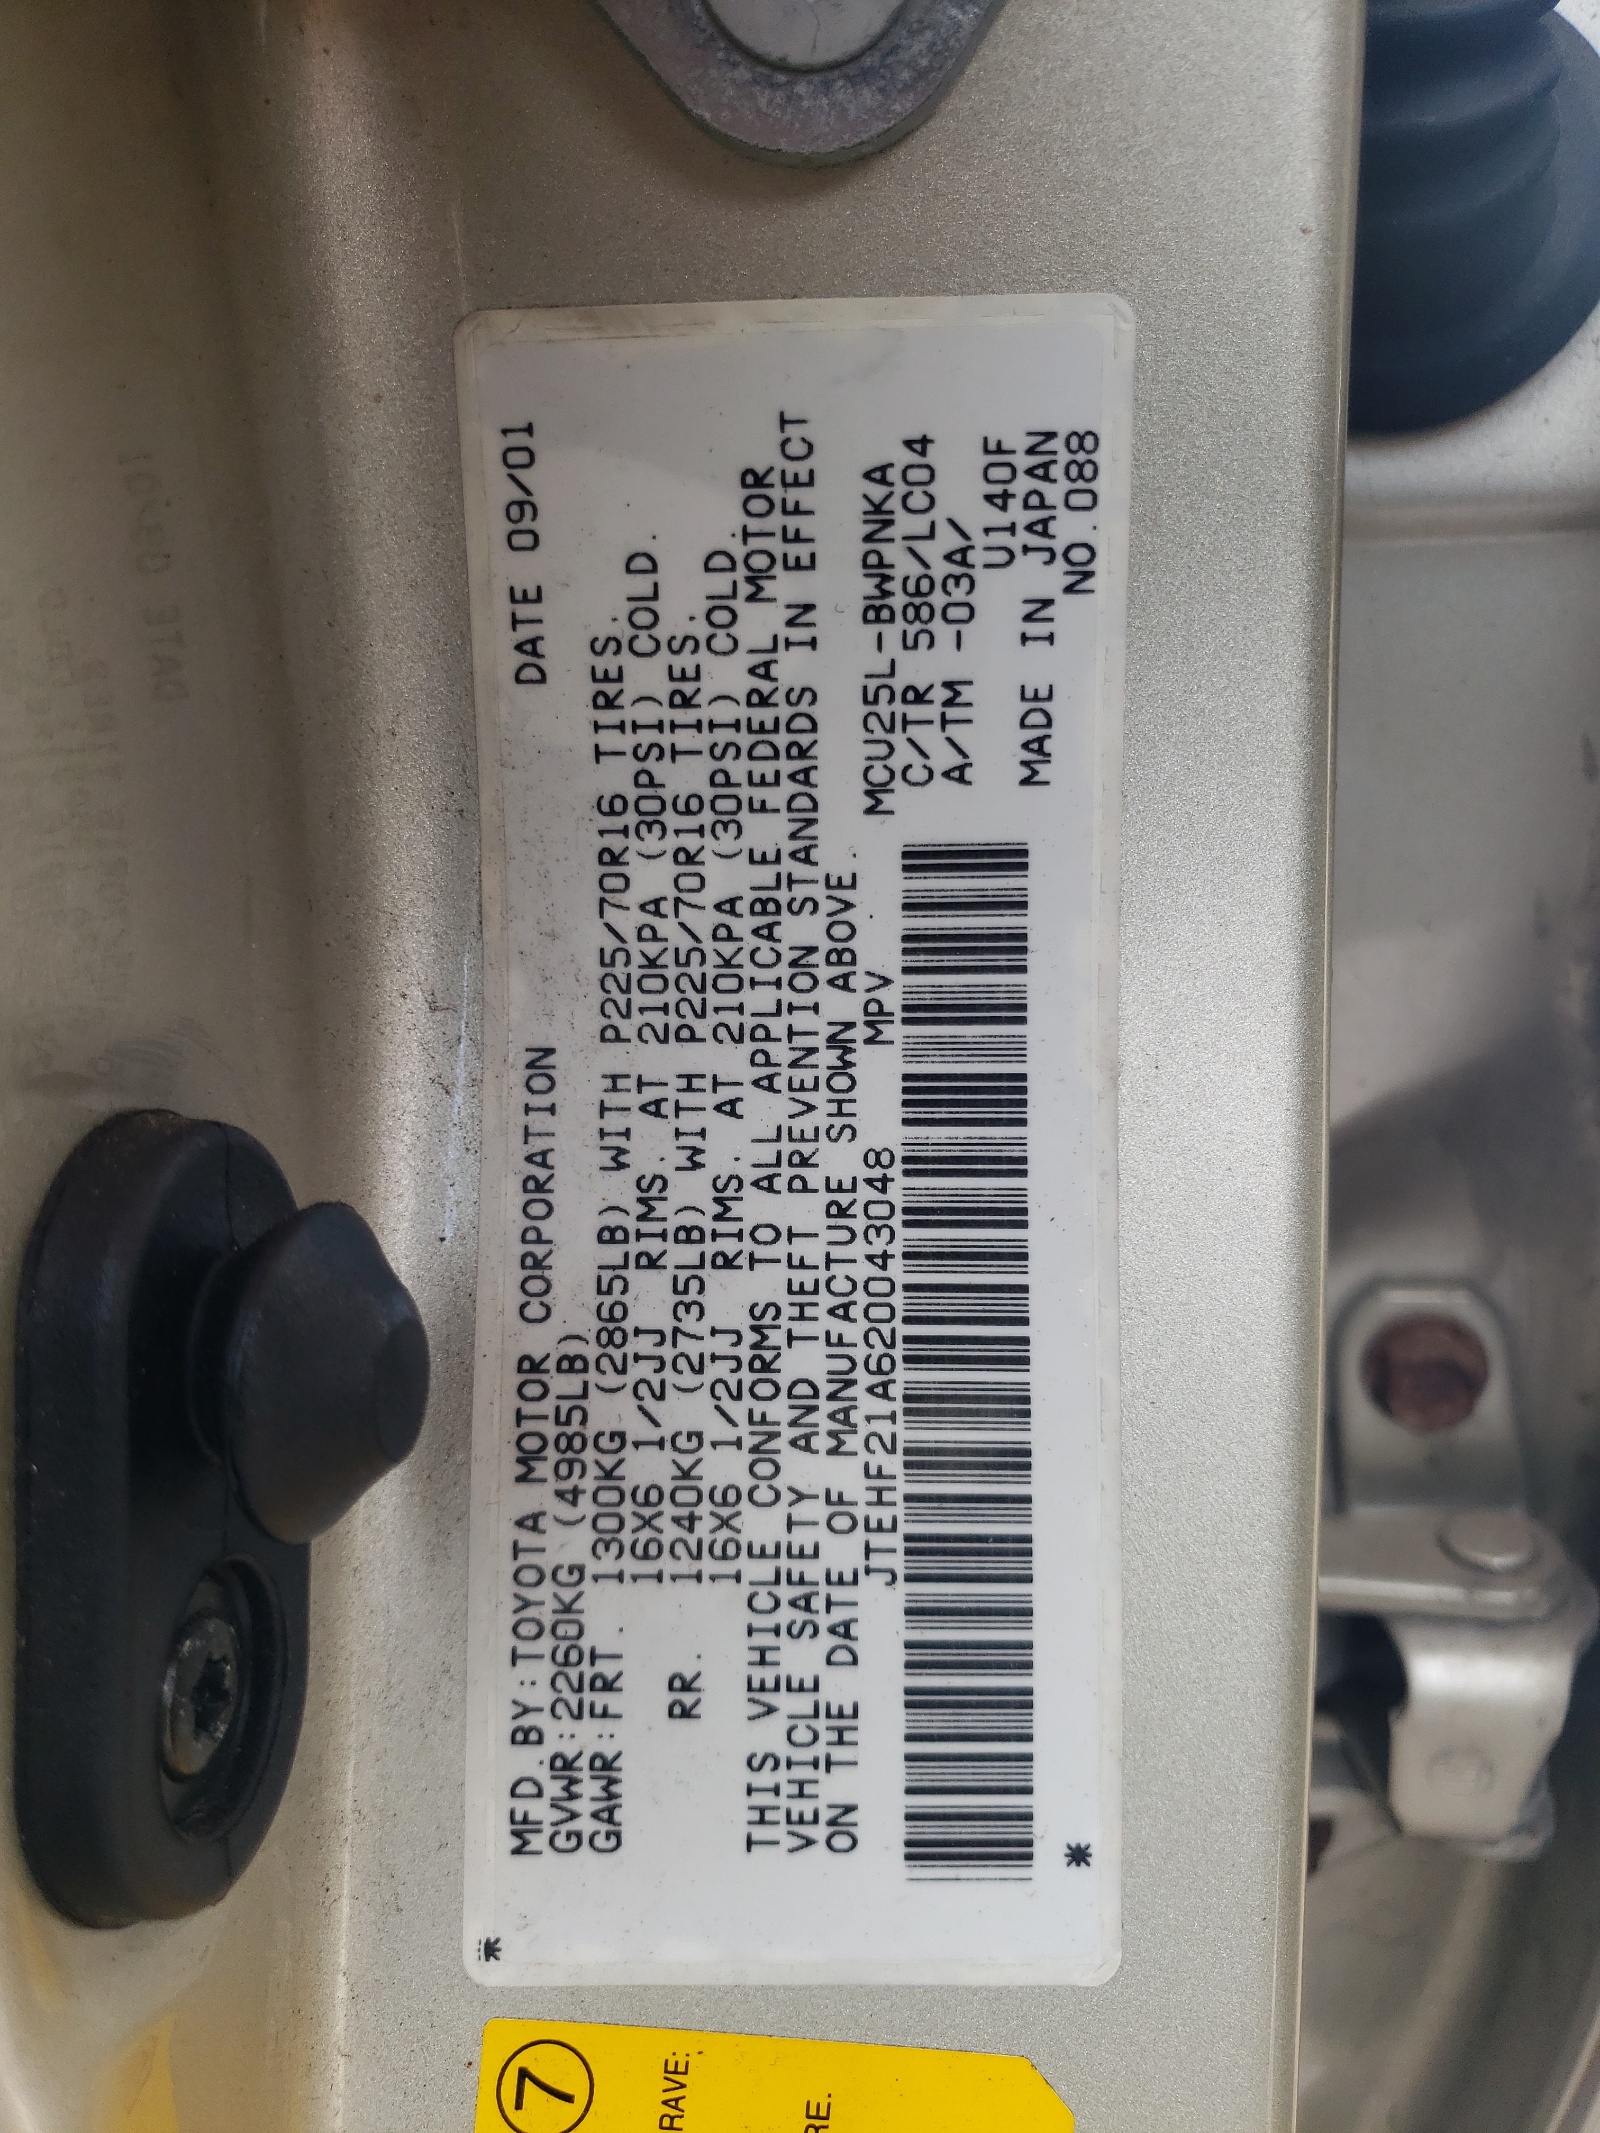 MFD.BY:TOYOTA MOTOR CORPORATION DATE 09/01
GVWR:2260KG (4985LB)
GAWR:FRT. 1300KG (2865LB) WITH P225/70R16 TIRES.
16X6 1/2JJ RIMS. AT 210KPA (30PSI) COLD.
RR. 1240KG (2735LB) WITH P225/70R16 TIRES.
16X6 1/2JJ RIMS. AT 210KPA (30PSI) COLD.
THIS VEHICLE CONFORMS TO ALL APPLICABLE FEDERAL MOTOR
VEHICLE SAFETY AND THEFT PREVENTION STANDARDS IN EFFECT
ON THE DATE OF MANUFACTURE SHOWN ABOVE.
JTEHF21A620043048 MPV MCU25L-BWPNKA
C/TR 586/LC04
A/TM -03A/
U140F
MADE IN JAPAN
NO.088
7
RAVE:
RE.